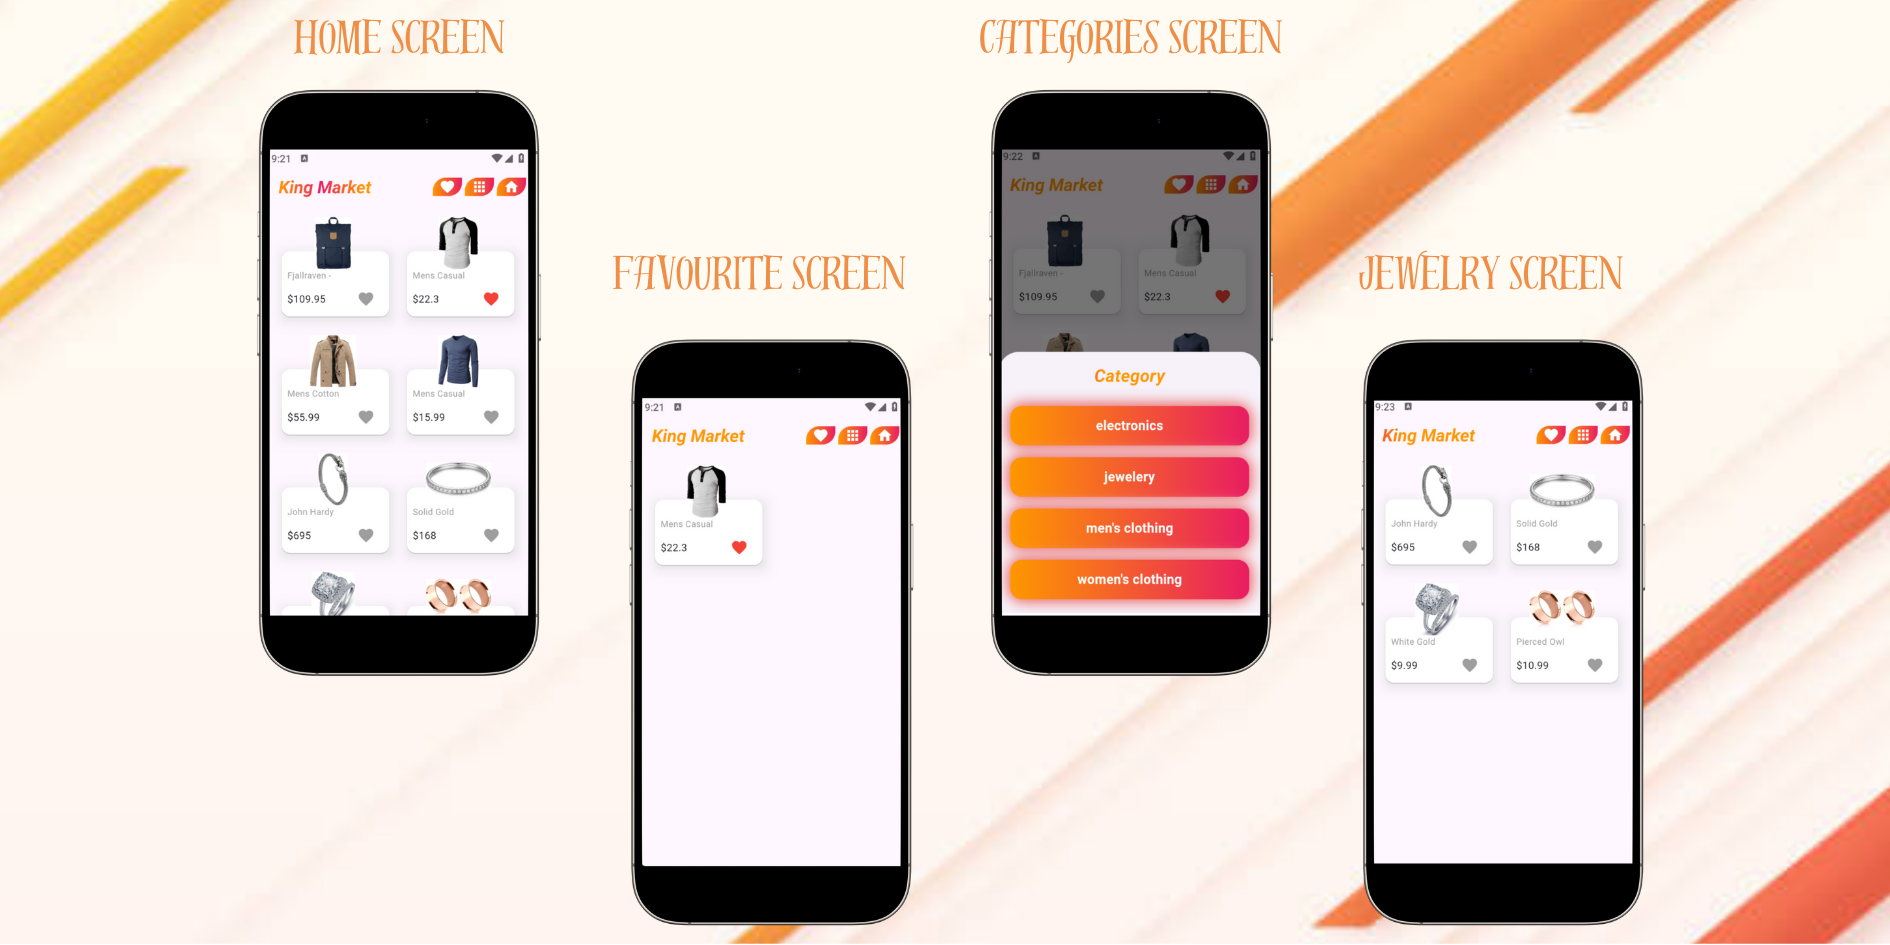 HOME SCREEN
9:21
King Market
Fjallraven -
$109.95
Mens Casual
$22.3
Mens Cotton
$55.99
Mens Casual
$15.99
John Hardy
$695
Solid Gold
$168
FAVOURITE SCREEN
9:21
King Market
Mens Casual
$22.3
CATEGORIES SCREEN
9:22
King Market
Fjallraven -
$109.95
Mens Casual
$22.3
Category
electronics
jewelery
men's clothing
women's clothing
JEWELRY SCREEN
9:23
King Market
John Hardy
$695
Solid Gold
$168
White Gold
$9.99
Pierced Owl
$10.99